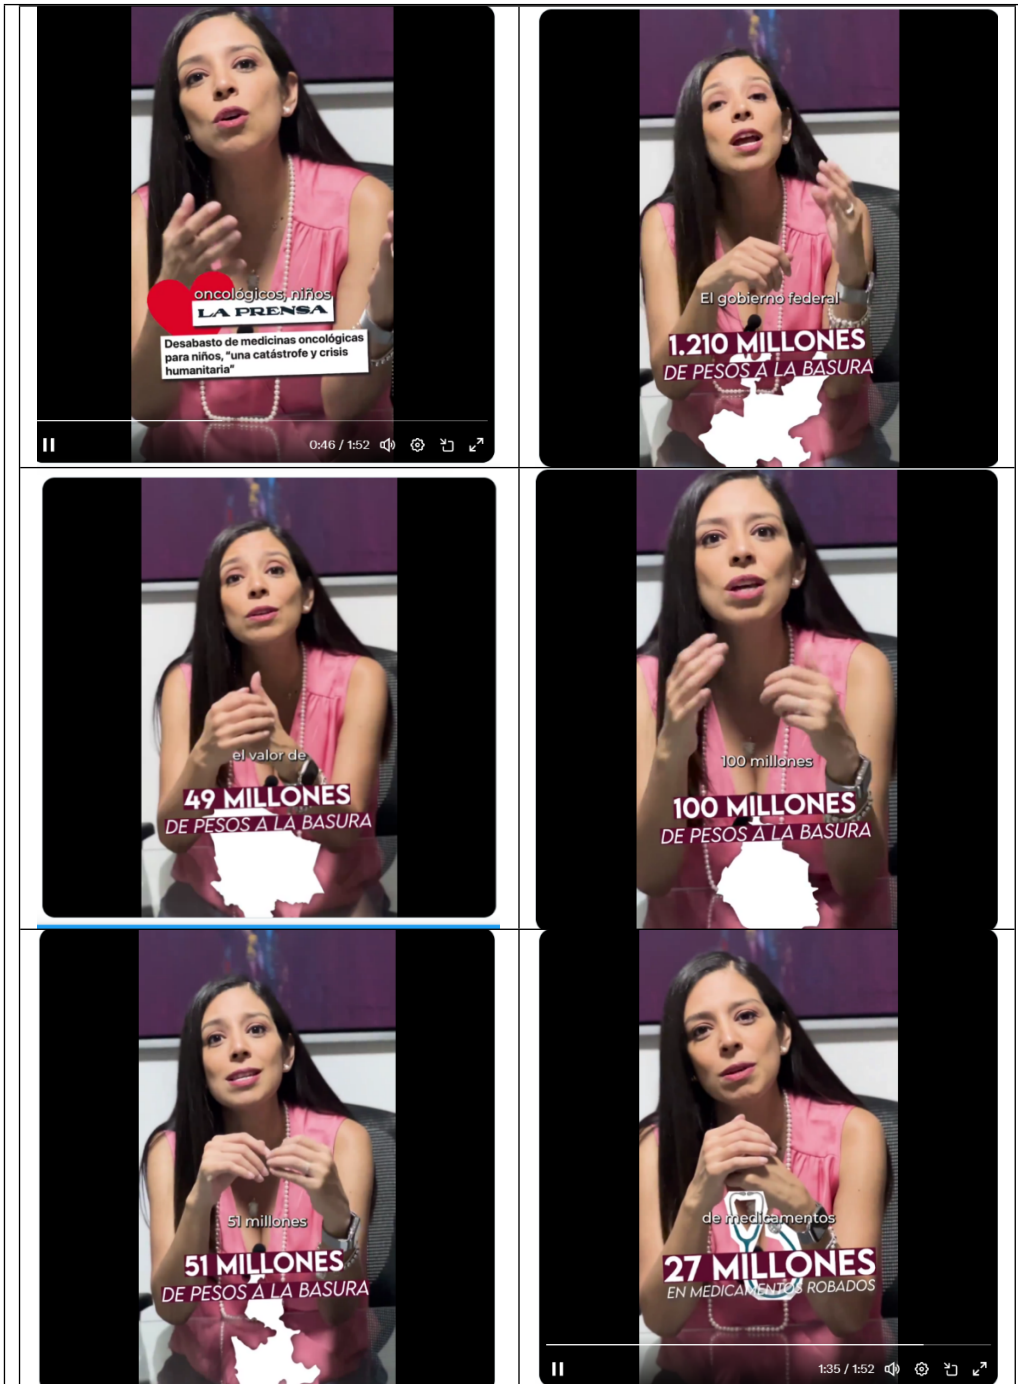 oncológicos, niños
LA PRENSA
Desabasto de medicinas oncológicas
para niños, "una catástrofe y crisis
humanitaria"
0:46 / 1:52
El gobierno federal
1.210 MILLONES
DE PESOS A LA BASURA
el valor de
49 MILLONES
DE PESOS A LA BASURA
100 millones
100 MILLONES
DE PESOS A LA BASURA
51 millones
51 MILLONES
DE PESOS A LA BASURA
de medicamentos
27 MILLONES
EN MEDICAMENTOS ROBADOS
1:35 / 1:52